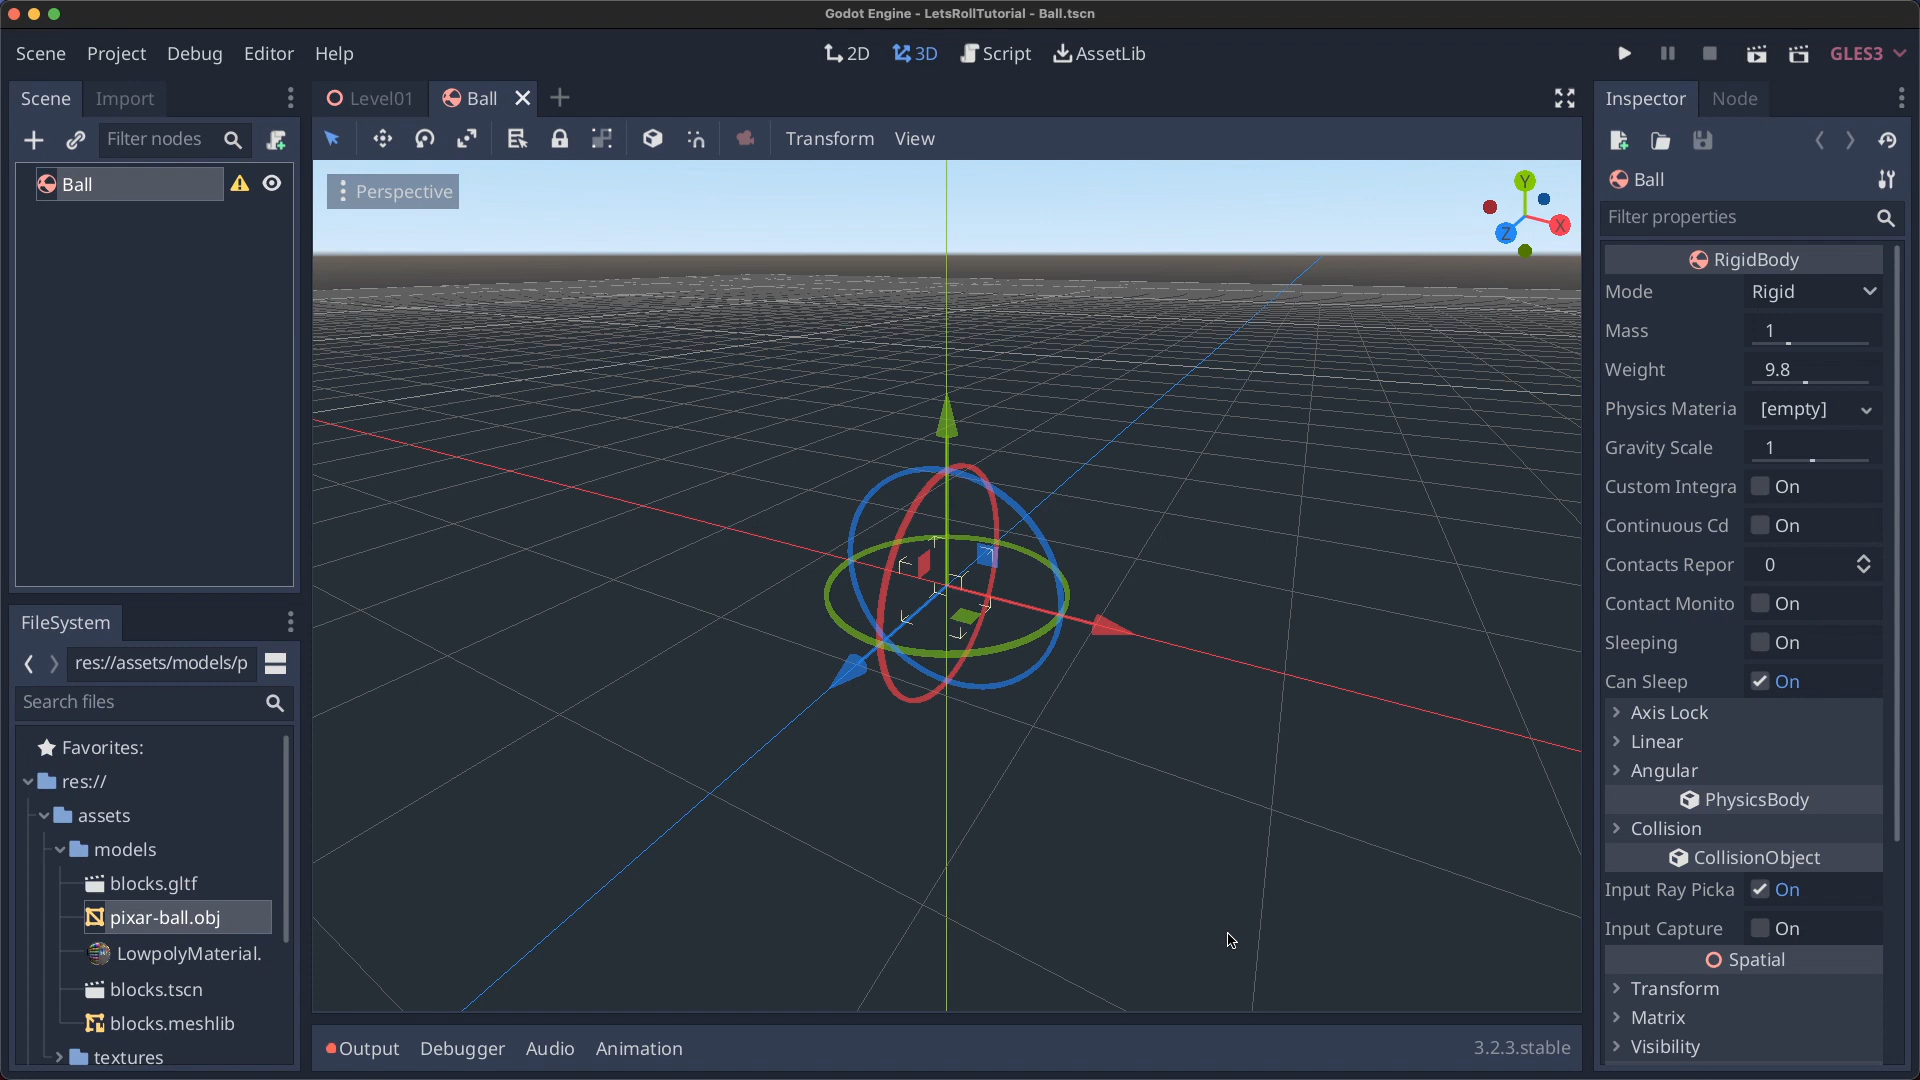 Godot Engine - LetsRollTutorial - Ball.tscn
Scene Project Debug Editor Help
2D 3D Script AssetLib
GLES3
Scene Import
Filter nodes
Ball
FileSystem
res://assets/models/p
Search files
Favorites:
res://
assets
models
blocks.gltf
pixar-ball.obj
LowpolyMaterial.
blocks.tscn
blocks.meshlib
textures
Level01 Ball
Transform View
Perspective
Y
X
Z
Output Debugger Audio Animation
3.2.3.stable
Inspector Node
Ball
Filter properties
RigidBody
Mode Rigid
Mass 1
Weight 9.8
Physics Materia [empty]
Gravity Scale 1
Custom Integra On
Continuous Cd On
Contacts Repor 0
Contact Monito On
Sleeping On
Can Sleep On
Axis Lock
Linear
Angular
PhysicsBody
Collision
CollisionObject
Input Ray Picka On
Input Capture On
Spatial
Transform
Matrix
Visibility